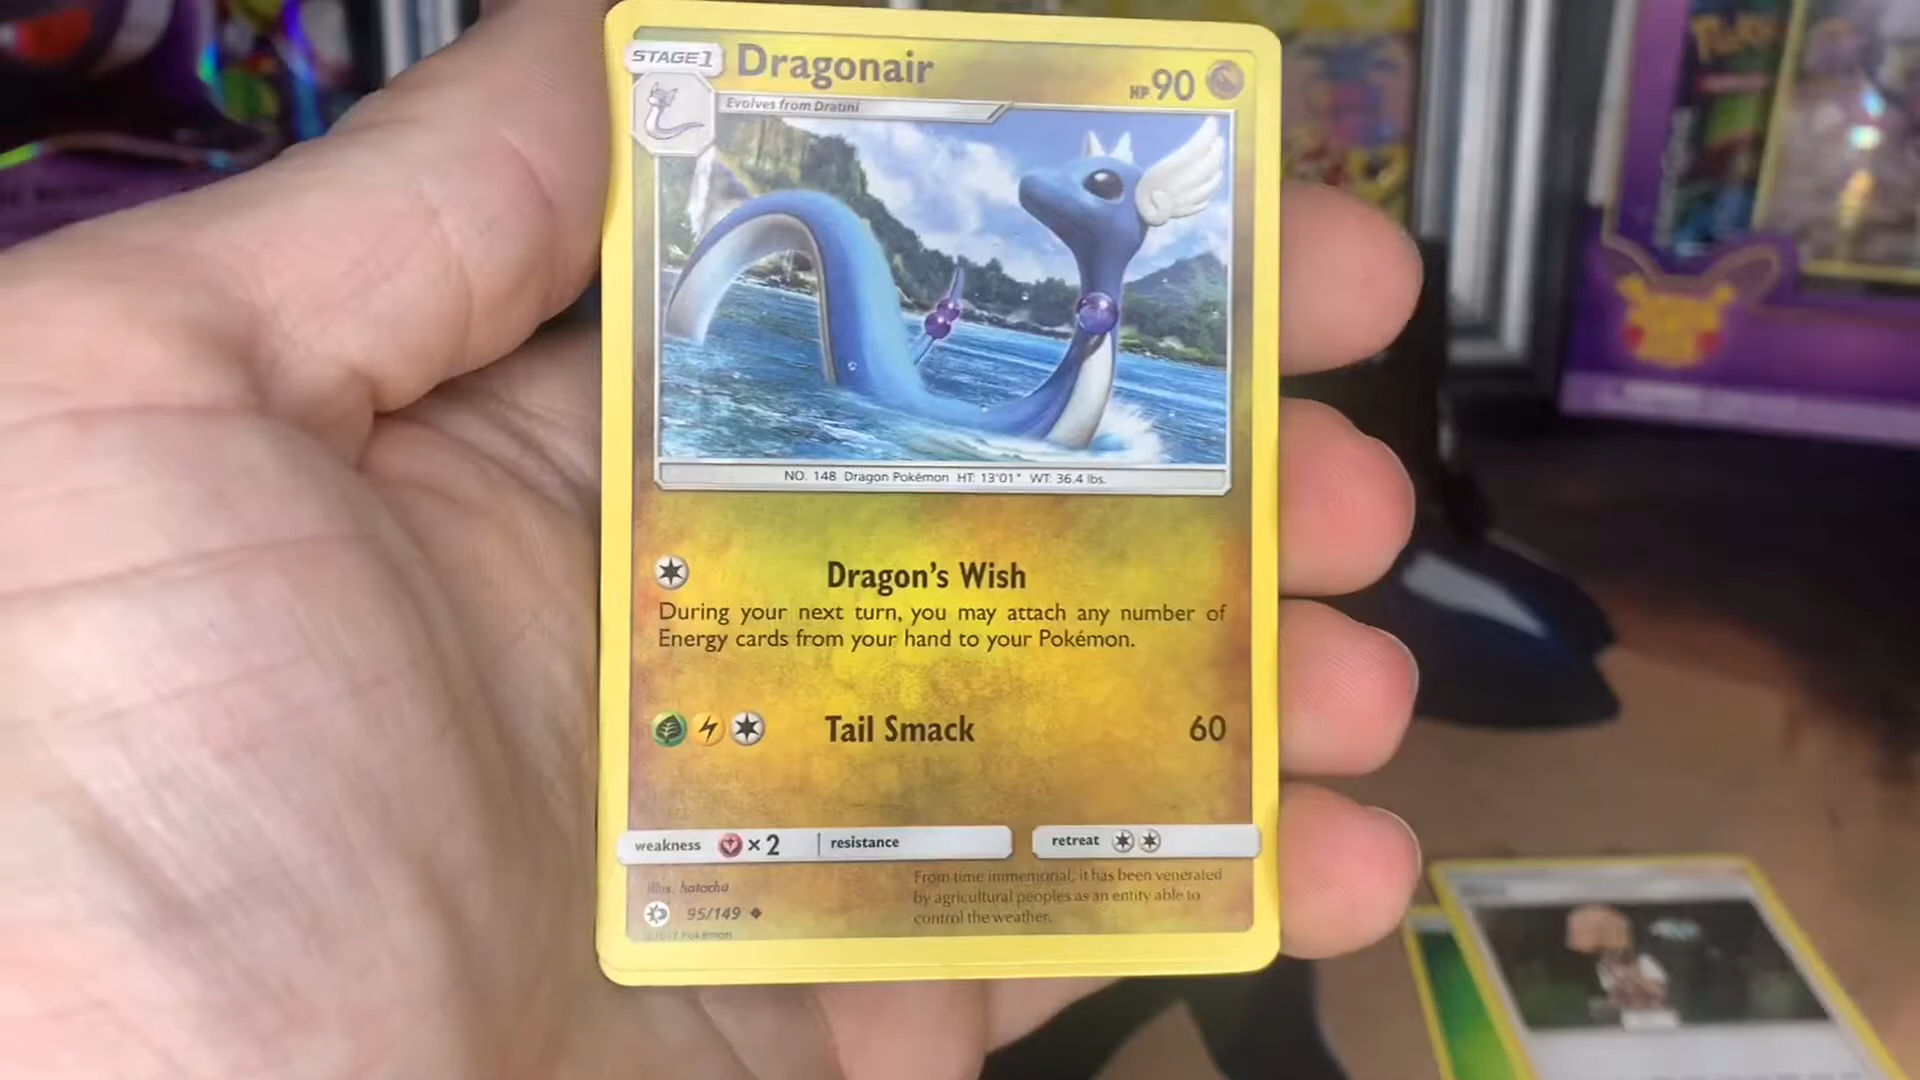 STAGE1
Dragonair
HP 90
Evolves from Dratini
NO. 148 Dragon Pokémon HT: 13'01" WT: 36.4 lbs.
Dragon's Wish
During your next turn, you may attach any number of
Energy cards from your hand to your Pokémon.
Tail Smack 60
weakness ×2 resistance retreat
illus. hatachu
95/149
©2017 Pokémon
From time immemorial, it has been venerated
by agricultural peoples as an entity able to
control the weather.